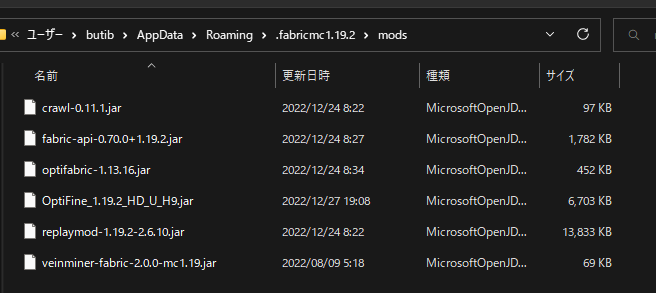 « ユーザー > butib > AppData > Roaming > .fabricmc1.19.2 > mods
名前 更新日時 種類 サイズ
crawl-0.11.1.jar 2022/12/24 8:22 MicrosoftOpenJD... 97 KB
fabric-api-0.70.0+1.19.2.jar 2022/12/24 8:27 MicrosoftOpenJD... 1,782 KB
optifabric-1.13.16.jar 2022/12/24 8:34 MicrosoftOpenJD... 452 KB
OptiFine_1.19.2_HD_U_H9.jar 2022/12/27 19:08 MicrosoftOpenJD... 6,703 KB
replaymod-1.19.2-2.6.10.jar 2022/12/24 8:22 MicrosoftOpenJD... 13,833 KB
veinminer-fabric-2.0.0-mc1.19.jar 2022/08/09 5:18 MicrosoftOpenJD... 69 KB